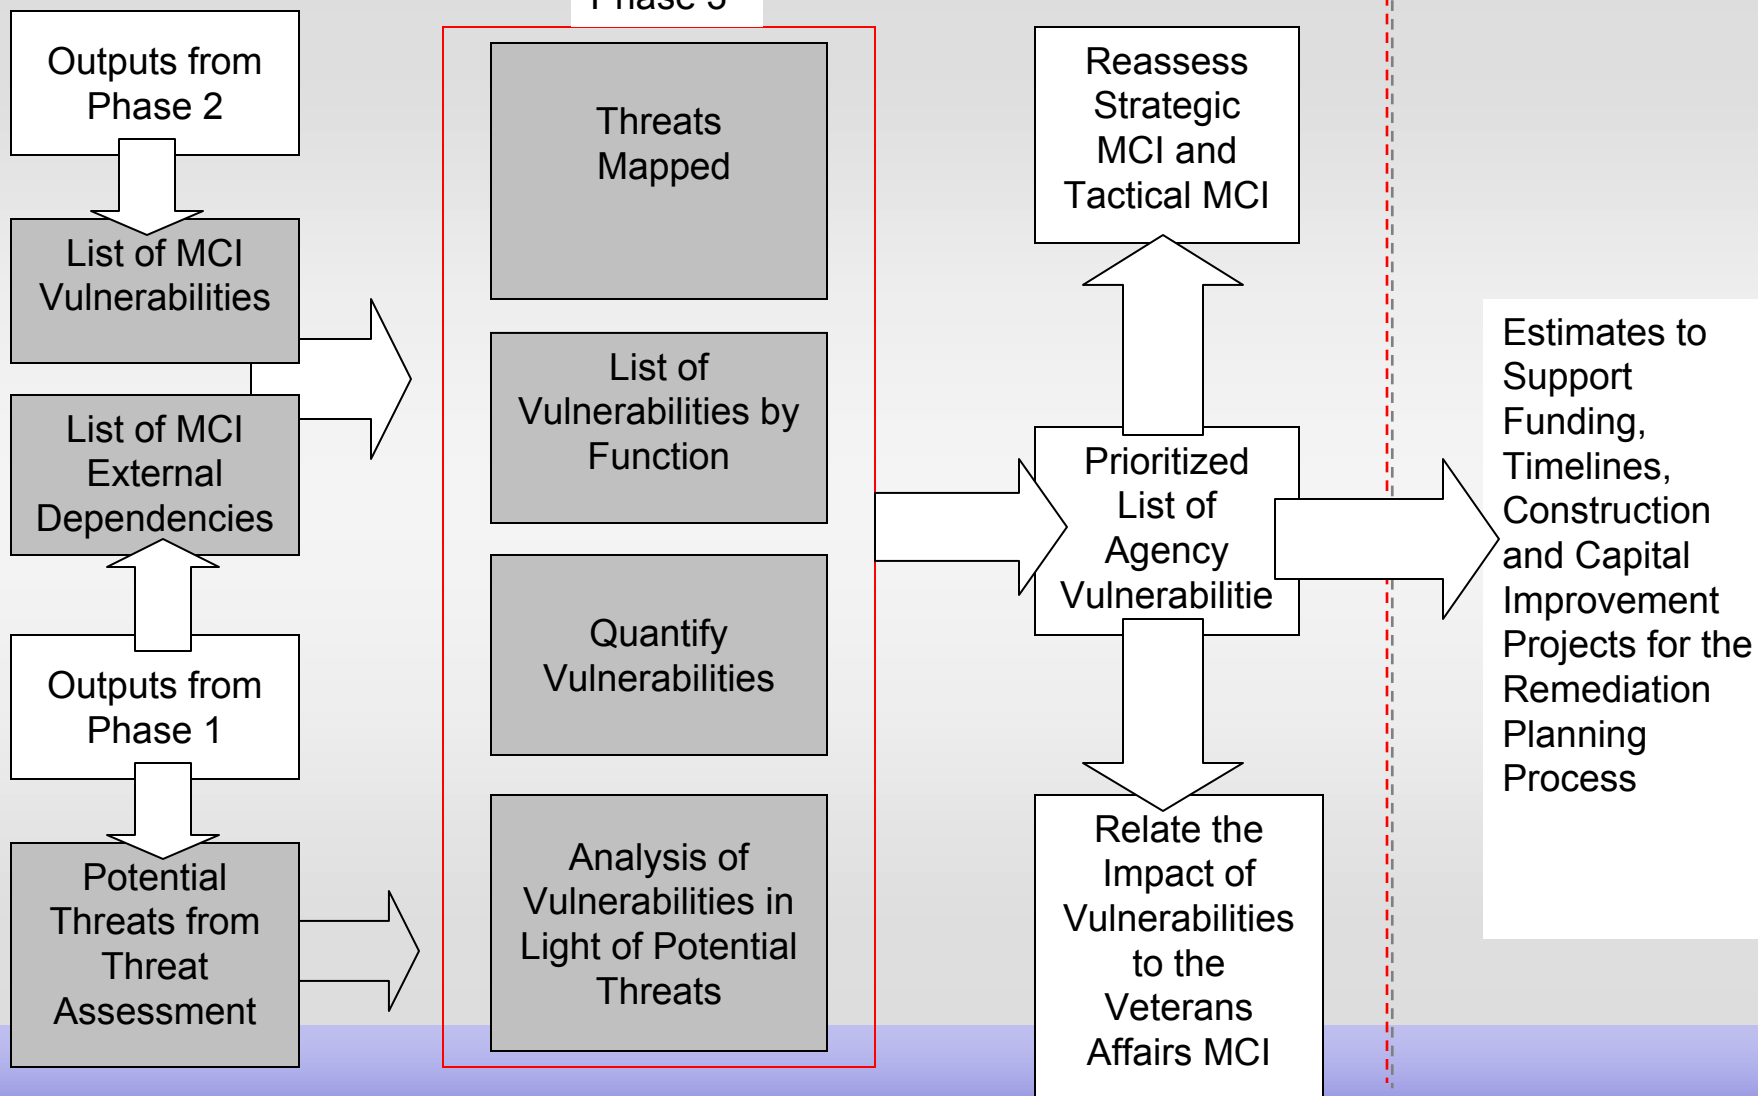 Phase 3
Outputs from
Phase 2
List of MCI
Vulnerabilities
List of MCI
External
Dependencies
Outputs from
Phase 1
Potential
Threats from
Threat
Assessment
Threats
Mapped
List of
Vulnerabilities by
Function
Quantify
Vulnerabilities
Analysis of
Vulnerabilities in
Light of Potential
Threats
Reassess
Strategic
MCI and
Tactical MCI
Prioritized
List of
Agency
Vulnerabilitie
Relate the
Impact of
Vulnerabilities
to the
Veterans
Affairs MCI
Estimates to
Support
Funding,
Timelines,
Construction
and Capital
Improvement
Projects for the
Remediation
Planning
Process